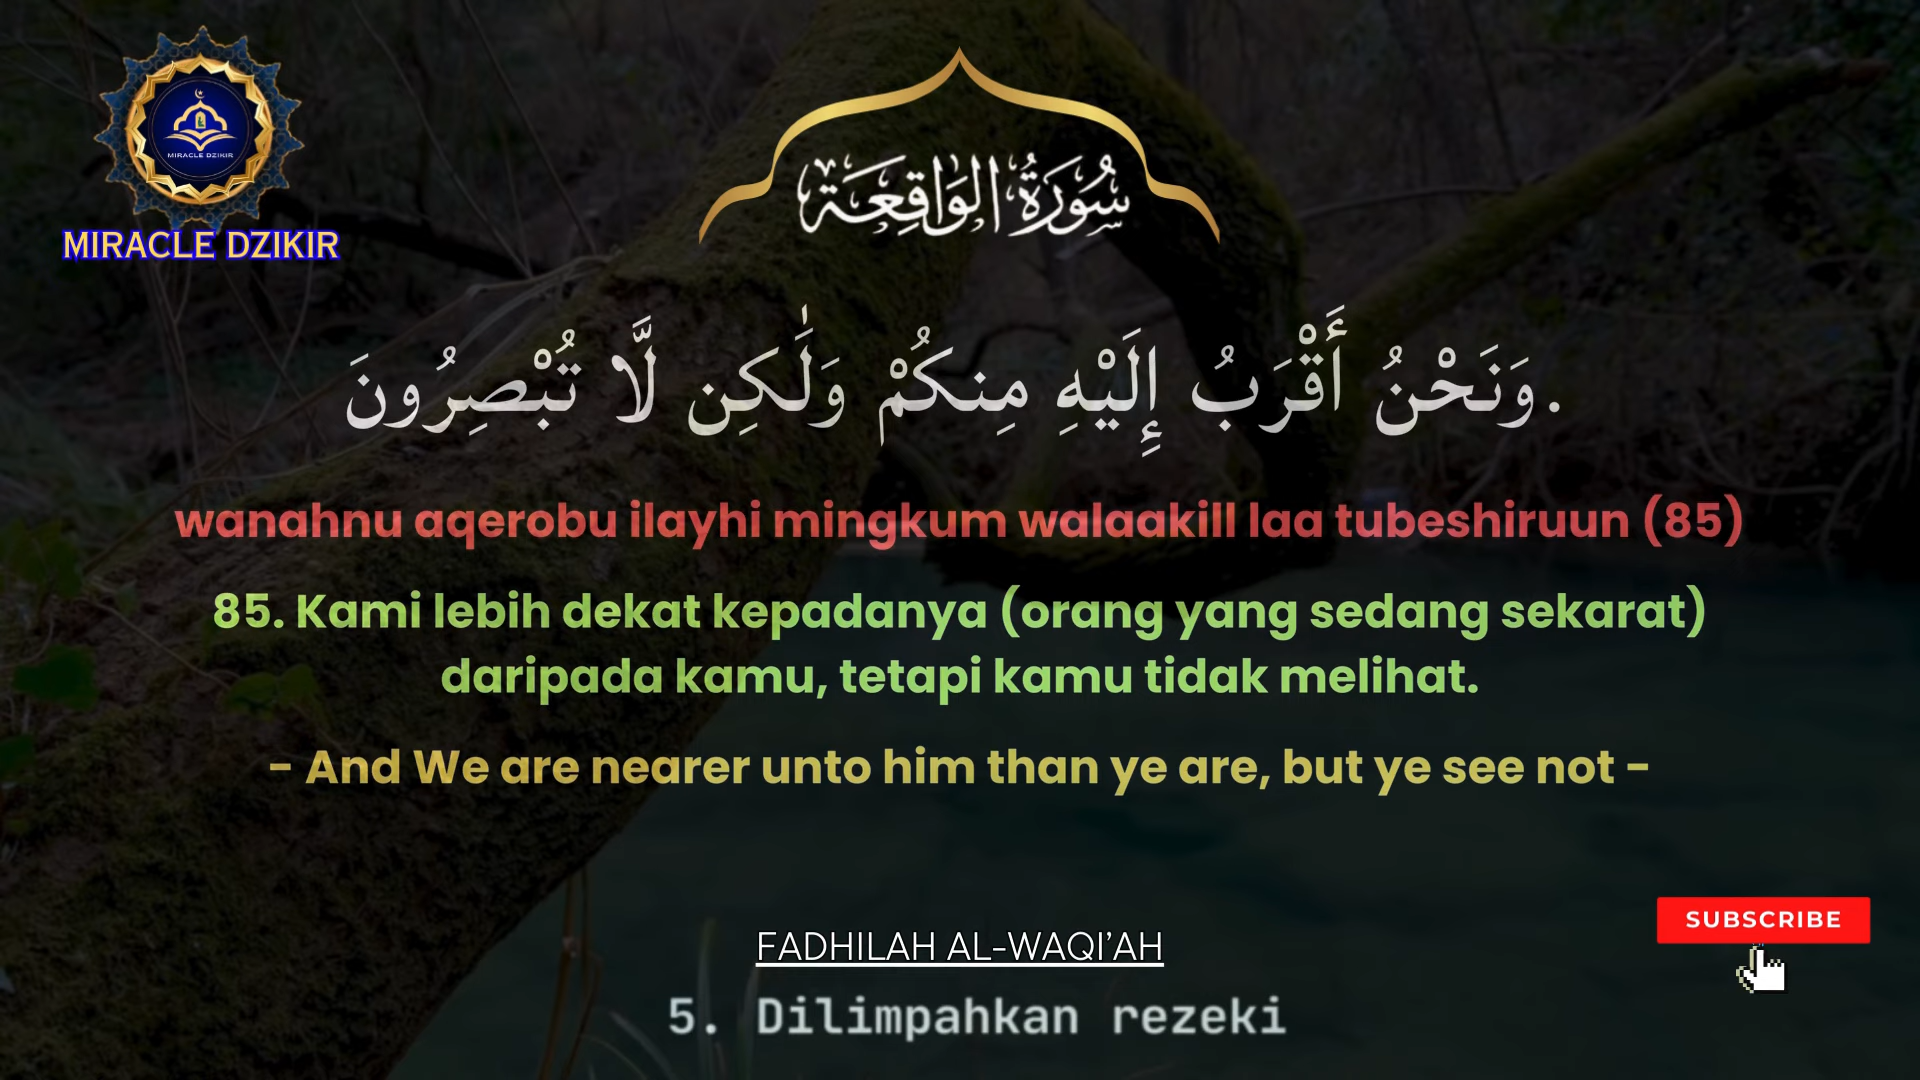 MIRACLE DZIKIR
MIRACLE DZIKIR
سُورَةُ الوَاقِعَة
وَنَحْنُ أَقْرَبُ إِلَيْهِ مِنكُمْ وَلَٰكِن لَّا تُبْصِرُونَ.
wanahnu aqerobu ilayhi mingkum walaakill laa tubeshiruun (85)
85. Kami lebih dekat kepadanya (orang yang sedang sekarat)
daripada kamu, tetapi kamu tidak melihat.
- And We are nearer unto him than ye are, but ye see not -
SUBSCRIBE
FADHILAH AL-WAQI'AH
5. Dilimpahkan rezeki